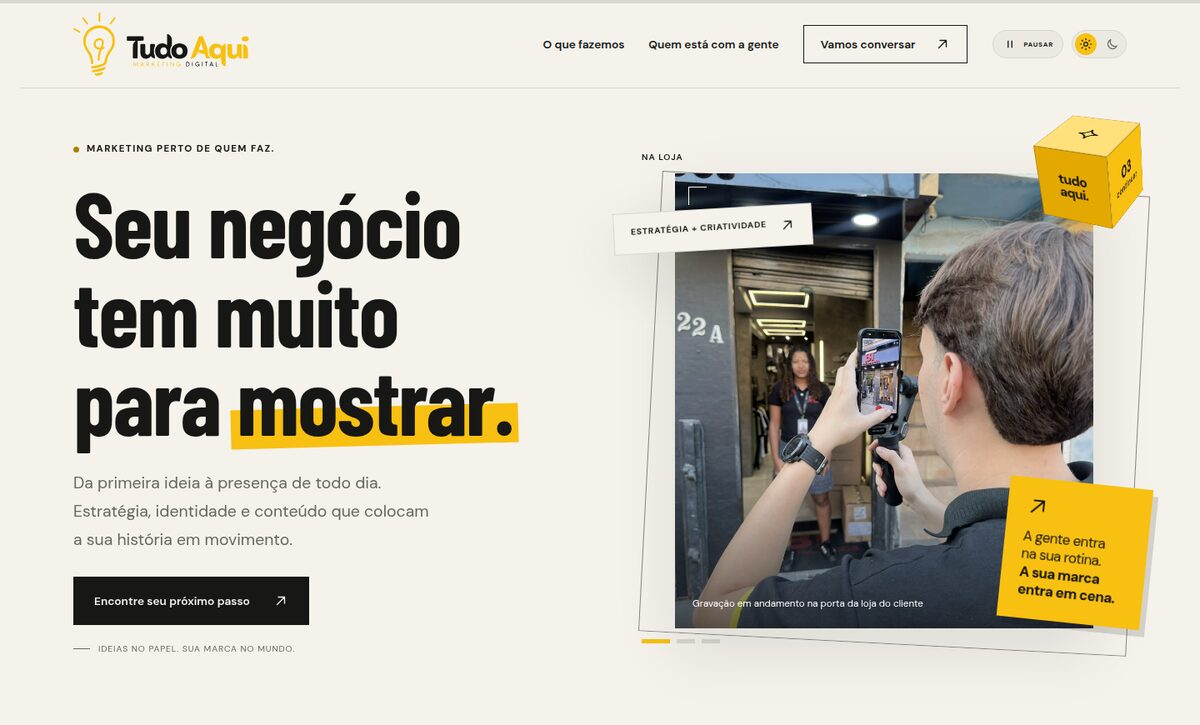 Tudo Aqui
MARKETING DIGITAL
O que fazemos
Quem está com a gente
Vamos conversar
PAUSAR
MARKETING PERTO DE QUEM FAZ.
Seu negócio
tem muito
para mostrar.
Da primeira ideia à presença de todo dia.
Estratégia, identidade e conteúdo que colocam
a sua história em movimento.
Encontre seu próximo passo
IDEIAS NO PAPEL. SUA MARCA NO MUNDO.
NA LOJA
ESTRATÉGIA + CRIATIVIDADE
tudo
aqui.
03
22 A
A gente entra
na sua rotina.
A sua marca
entra em cena.
Gravação em andamento na porta da loja do cliente